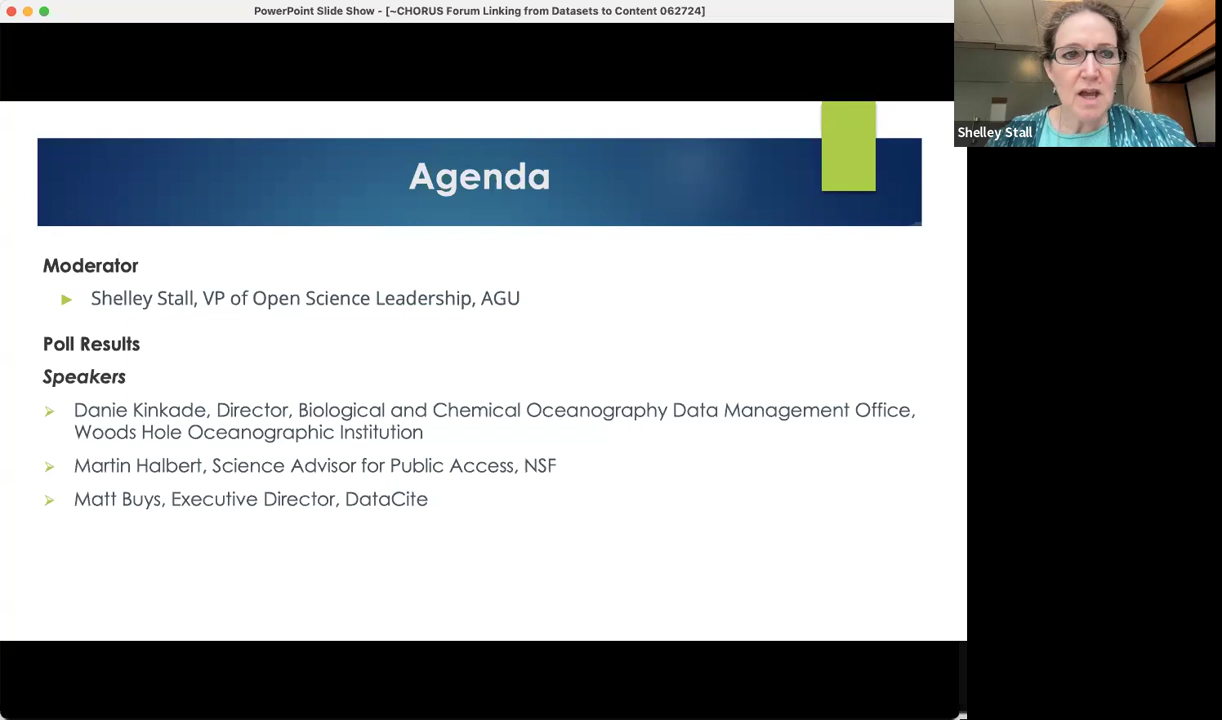 PowerPoint Slide Show - [~CHORUS Forum Linking from Datasets to Content 062724]
Shelley Stall
Agenda
Moderator
Shelley Stall, VP of Open Science Leadership, AGU
Poll Results
Speakers
Danie Kinkade, Director, Biological and Chemical Oceanography Data Management Office,
Woods Hole Oceanographic Institution
Martin Halbert, Science Advisor for Public Access, NSF
Matt Buys, Executive Director, DataCite